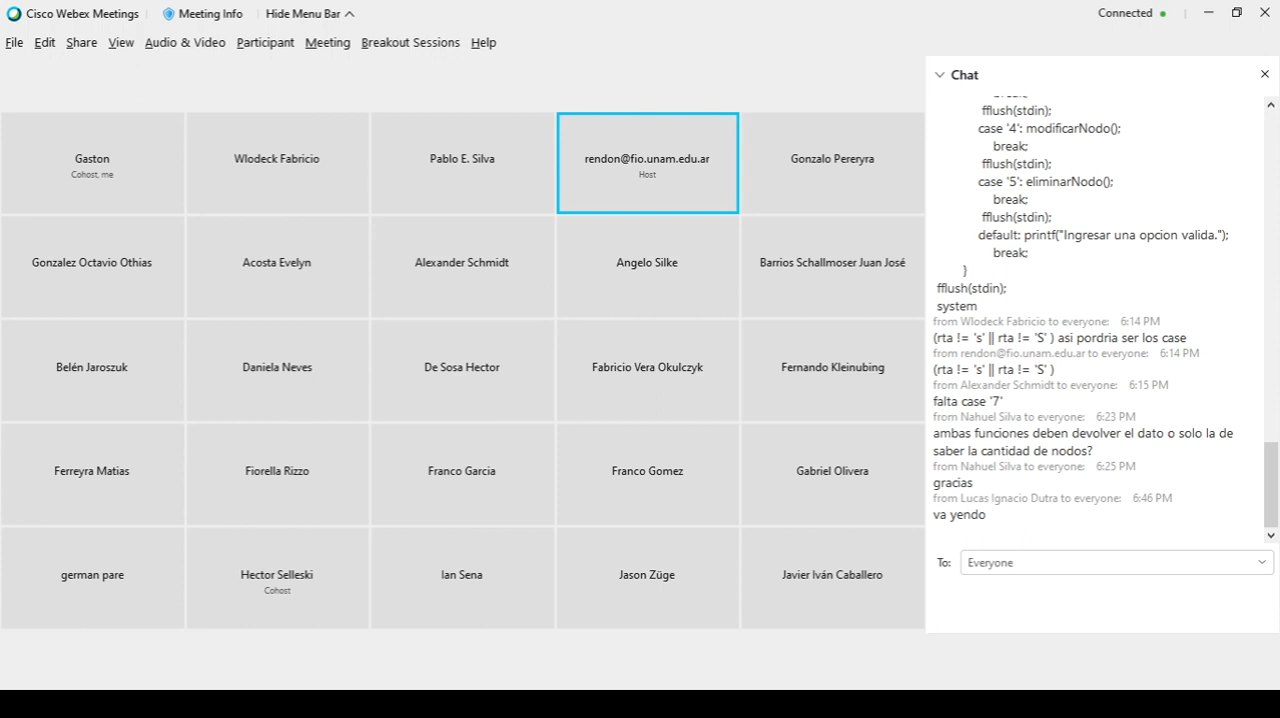 Cisco Webex Meetings
Meeting Info
Hide Menu Bar
Connected
File Edit Share View Audio & Video Participant Meeting Breakout Sessions Help
Gaston
Cohost, me
Wlodeck Fabricio
Pablo E. Silva
rendon@fio.unam.edu.ar
Host
Gonzalo Pereryra
Gonzalez Octavio Othias
Acosta Evelyn
Alexander Schmidt
Angelo Silke
Barrios Schallmoser Juan José
Belén Jaroszuk
Daniela Neves
De Sosa Hector
Fabricio Vera Okulczyk
Fernando Kleinubing
Ferreyra Matias
Fiorella Rizzo
Franco Garcia
Franco Gomez
Gabriel Olivera
german pare
Hector Selleski
Cohost
Ian Sena
Jason Züge
Javier Iván Caballero
Chat
fflush(stdin);
case '4': modificarNodo();
break;
fflush(stdin);
case '5': eliminarNodo();
break;
fflush(stdin);
default: printf("Ingresar una opcion valida.");
break;
}
fflush(stdin);
system
from Wlodeck Fabricio to everyone: 6:14 PM
(rta != 's' || rta != 'S' ) asi pordria ser los case
from rendon@fio.unam.edu.ar to everyone: 6:14 PM
(rta != 's' || rta != 'S' )
from Alexander Schmidt to everyone: 6:15 PM
falta case '7'
from Nahuel Silva to everyone: 6:23 PM
ambas funciones deben devolver el dato o solo la de
saber la cantidad de nodos?
from Nahuel Silva to everyone: 6:25 PM
gracias
from Lucas Ignacio Dutra to everyone: 6:46 PM
va yendo
To: Everyone